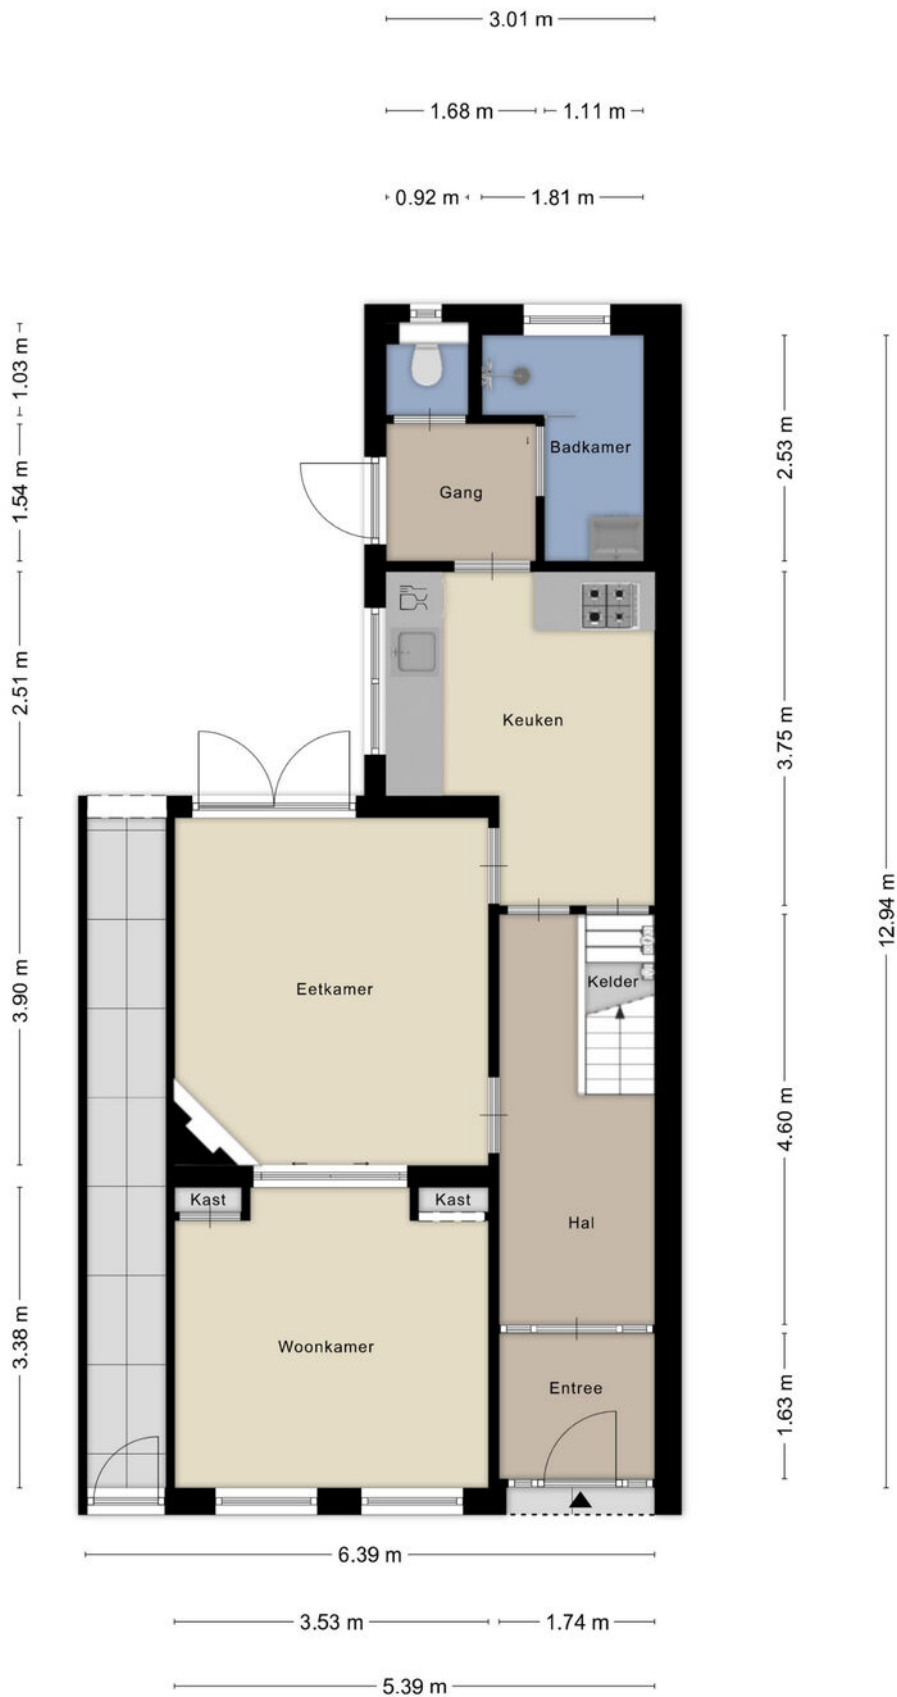 3.01 m
1.68 m 1.11 m
0.92 m 1.81 m
1.03 m
1.54 m
2.51 m
3.90 m
3.38 m
2.53 m
3.75 m
4.60 m
1.63 m
12.94 m
Badkamer
Gang
Keuken
Kelder
Eetkamer
Kast
Kast
Hal
Woonkamer
Entree
6.39 m
3.53 m 1.74 m
5.39 m